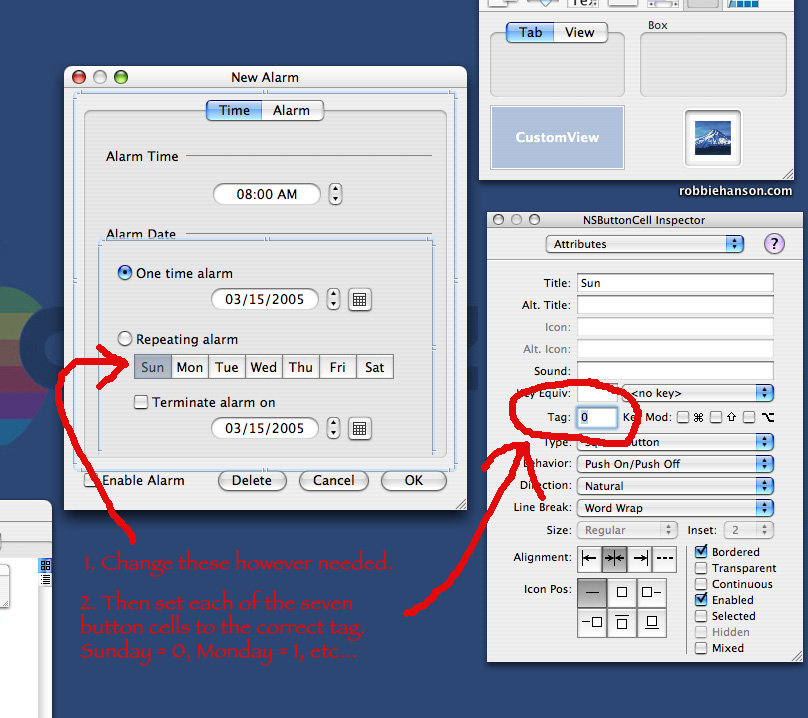 Tex
Tab View
Box
CustomView
robbiehanson.com
New Alarm
Time Alarm
Alarm Time
08:00 AM
Alarm Date
One time alarm
03/15/2005
Repeating alarm
Sun Mon Tue Wed Thu Fri Sat
Terminate alarm on
03/15/2005
Enable Alarm Delete Cancel OK
1. Change these however needed.
2. Then set each of the seven
button cells to the correct tag.
Sunday = 0, Monday = 1, etc...
NSButtonCell Inspector
Attributes ?
Title: Sun
Alt. Title:
Icon:
Alt. Icon:
Sound:
Key Equiv: <no key>
Tag: 0 Key Mod: ⌘ ⇧ ⌥
Type: Square Button
Behavior: Push On/Push Off
Direction: Natural
Line Break: Word Wrap
Size: Regular Inset: 2
Alignment:
Icon Pos:
Bordered
Transparent
Continuous
Enabled
Selected
Hidden
Mixed